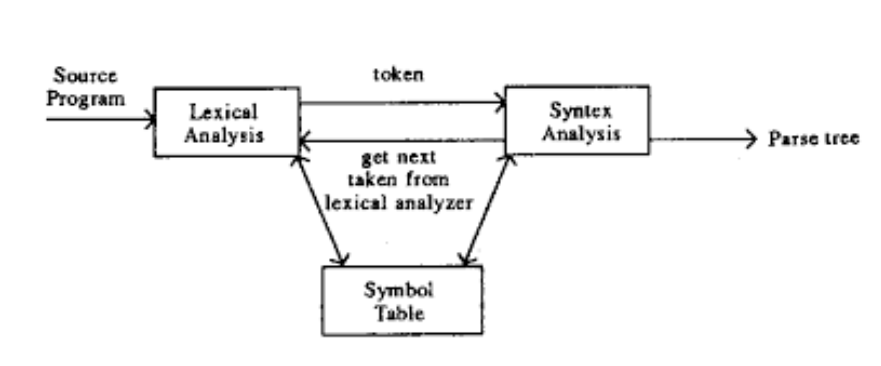 Source
Program
token
Lexical
Analysis
Syntex
Analysis
Parse tree
get next
taken from
lexical analyzer
Symbol
Table